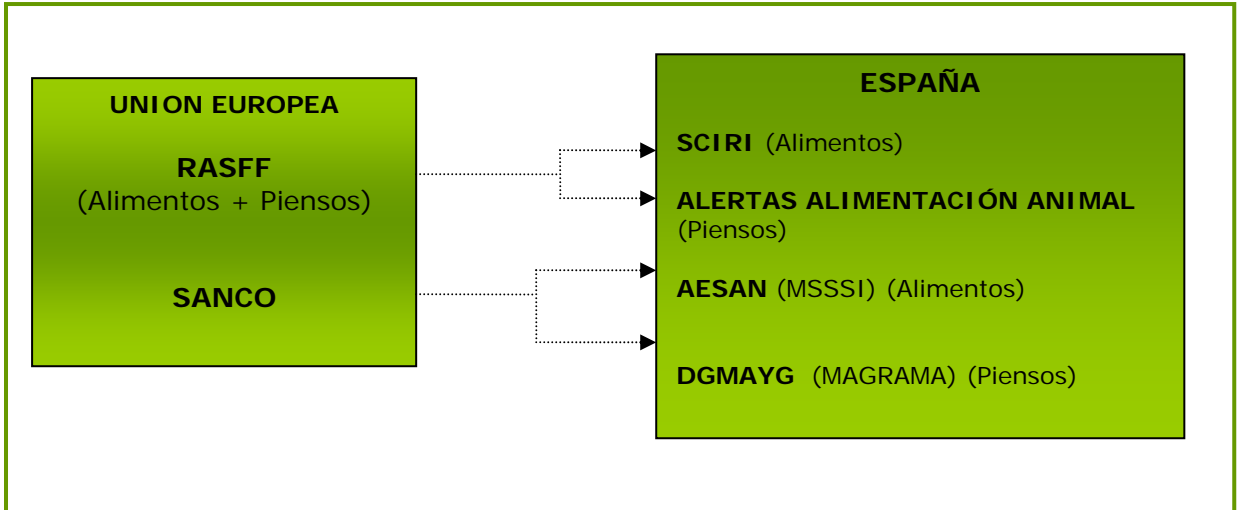 UNION EUROPEA
RASFF
(Alimentos + Piensos)
SANCO
ESPAÑA
SCIRI (Alimentos)
ALERTAS ALIMENTACIÓN ANIMAL
(Piensos)
AESAN (MSSSI) (Alimentos)
DGMAYG (MAGRAMA) (Piensos)